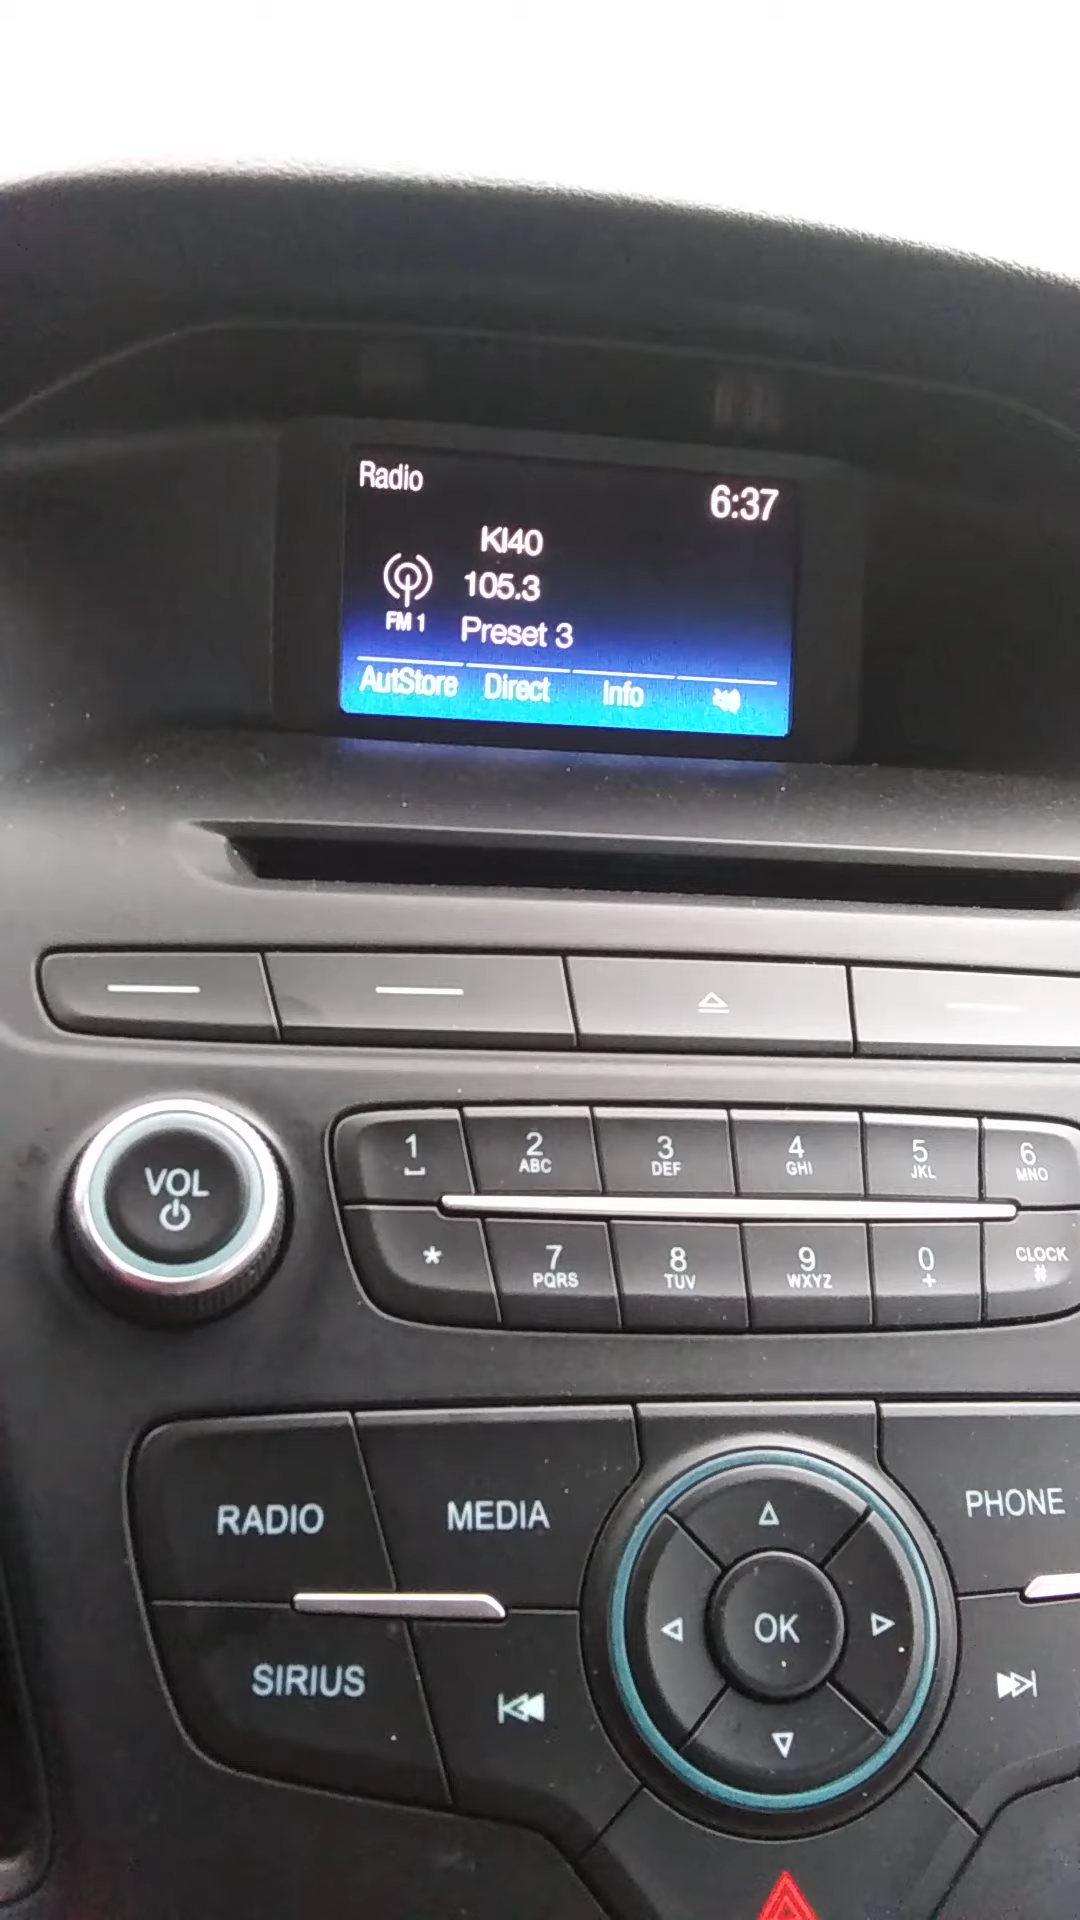 Radio
6:37
KI40
105.3
FM 1
Preset 3
AutStore Direct Info
VOL
1 2 3 4 5 6
ABC DEF GHI JKL MNO
* 7 8 9 0 CLOCK
PQRS TUV WXYZ + #
RADIO MEDIA PHONE
OK
SIRIUS